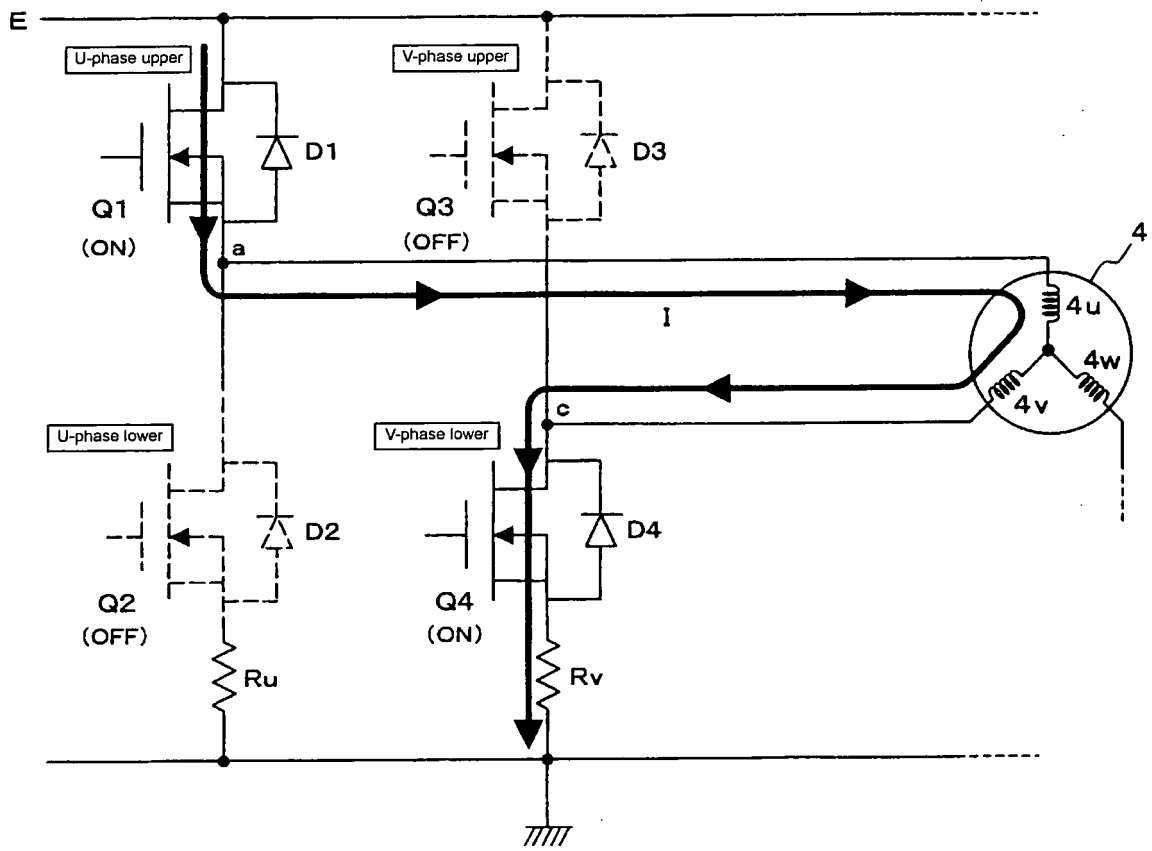 E
U-phase upper
V-phase upper
D1
D3
Q1
(ON)
Q3
(OFF)
a
4
I
4u
4w
4v
c
U-phase lower
V-phase lower
D2
D4
Q2
(OFF)
Q4
(ON)
Ru
Rv